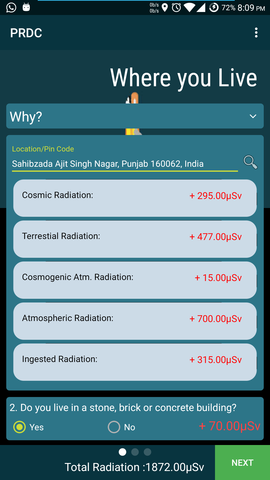 0b/s
0b/s
72% 8:09 PM
PRDC
Where you Live
Why?
Location/Pin Code
Sahibzada Ajit Singh Nagar, Punjab 160062, India
Cosmic Radiation: + 295.00µSv
Terrestial Radiation: + 477.00µSv
Cosmogenic Atm. Radiation: + 15.00µSv
Atmospheric Radiation: + 700.00µSv
Ingested Radiation: + 315.00µSv
2. Do you live in a stone, brick or concrete building?
Yes No + 70.00µSv
Total Radiation :1872.00µSv NEXT